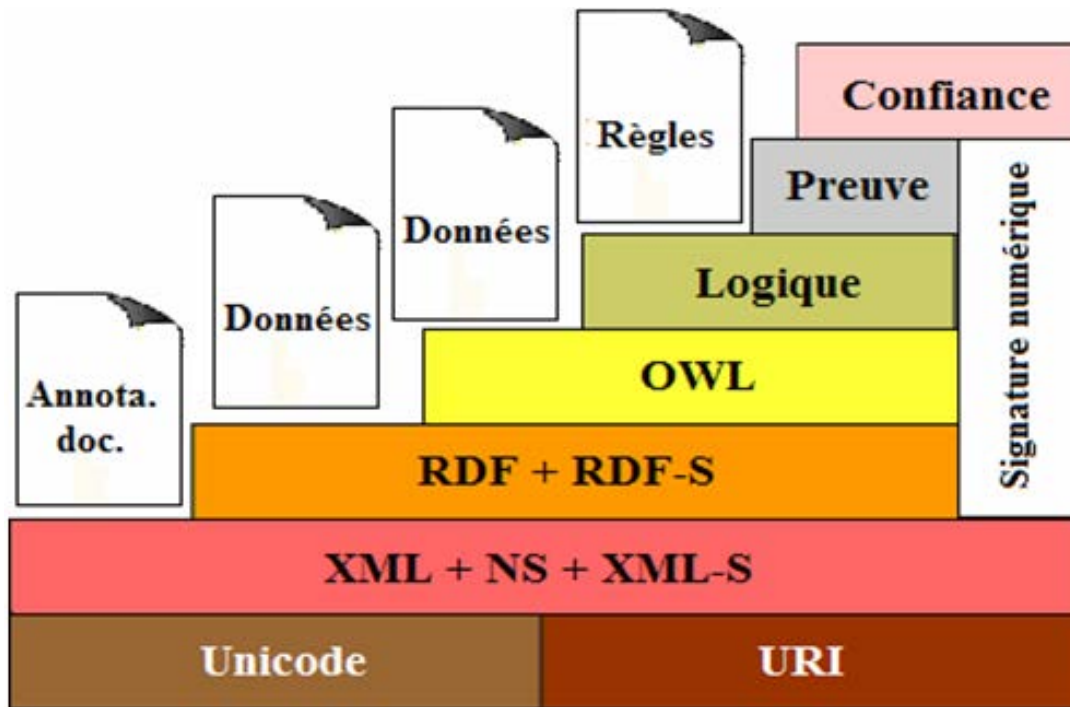 Confiance
Règles
Preuve
Signature numérique
Données
Logique
Données
OWL
Annota.
doc.
RDF + RDF-S
XML + NS + XML-S
Unicode
URI